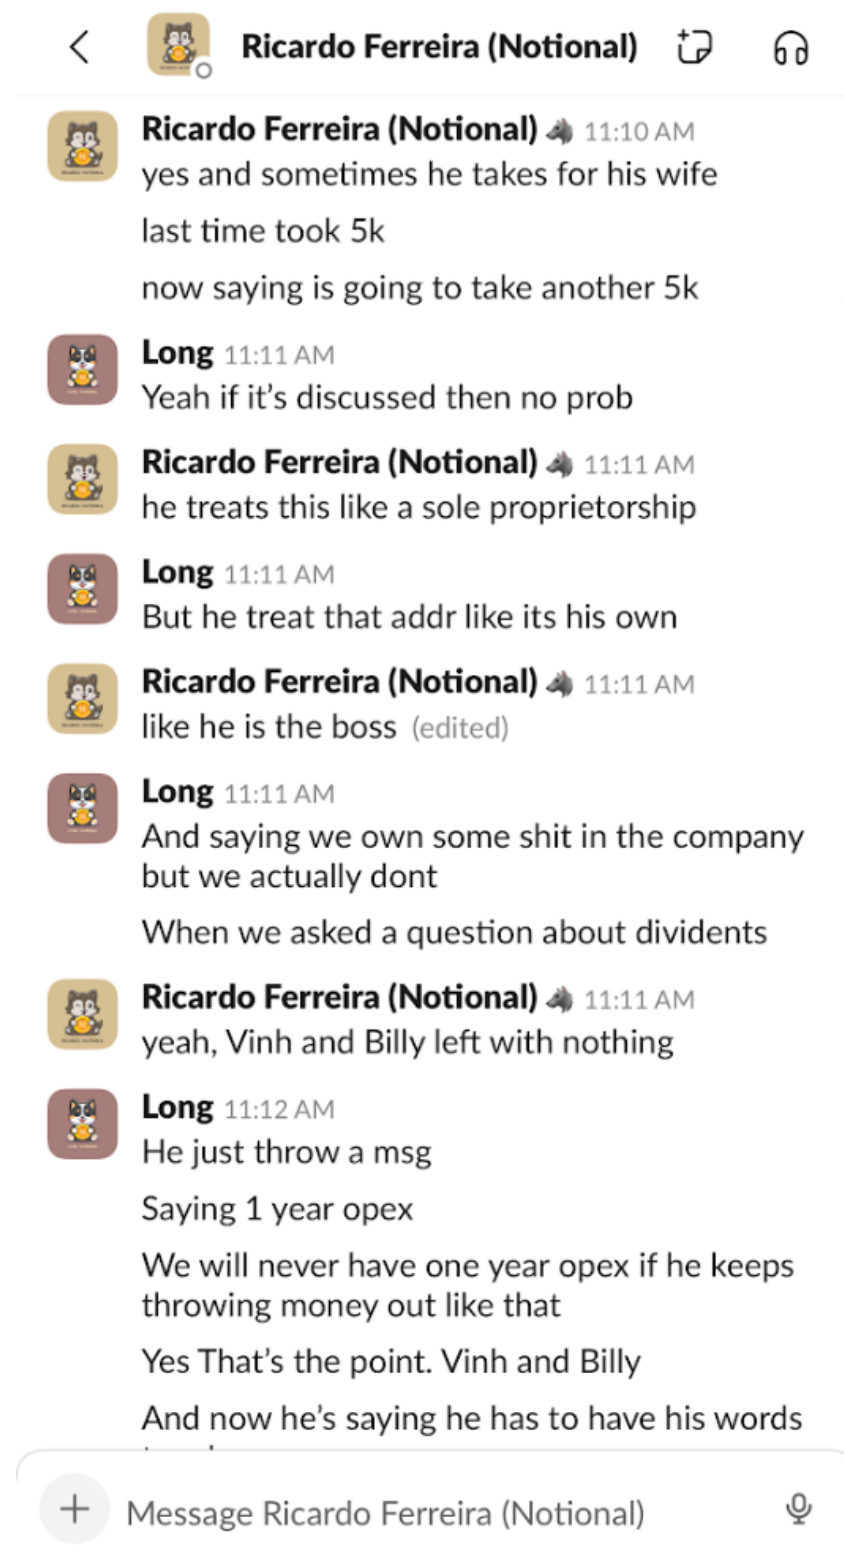 Ricardo Ferreira (Notional)
Ricardo Ferreira (Notional) 11:10 AM
yes and sometimes he takes for his wife
last time took 5k
now saying is going to take another 5k
Long 11:11 AM
Yeah if it’s discussed then no prob
Ricardo Ferreira (Notional) 11:11 AM
he treats this like a sole proprietorship
Long 11:11 AM
But he treat that addr like its his own
Ricardo Ferreira (Notional) 11:11 AM
like he is the boss (edited)
Long 11:11 AM
And saying we own some shit in the company
but we actually dont
When we asked a question about dividents
Ricardo Ferreira (Notional) 11:11 AM
yeah, Vinh and Billy left with nothing
Long 11:12 AM
He just throw a msg
Saying 1 year opex
We will never have one year opex if he keeps
throwing money out like that
Yes That’s the point. Vinh and Billy
And now he’s saying he has to have his words
Message Ricardo Ferreira (Notional)